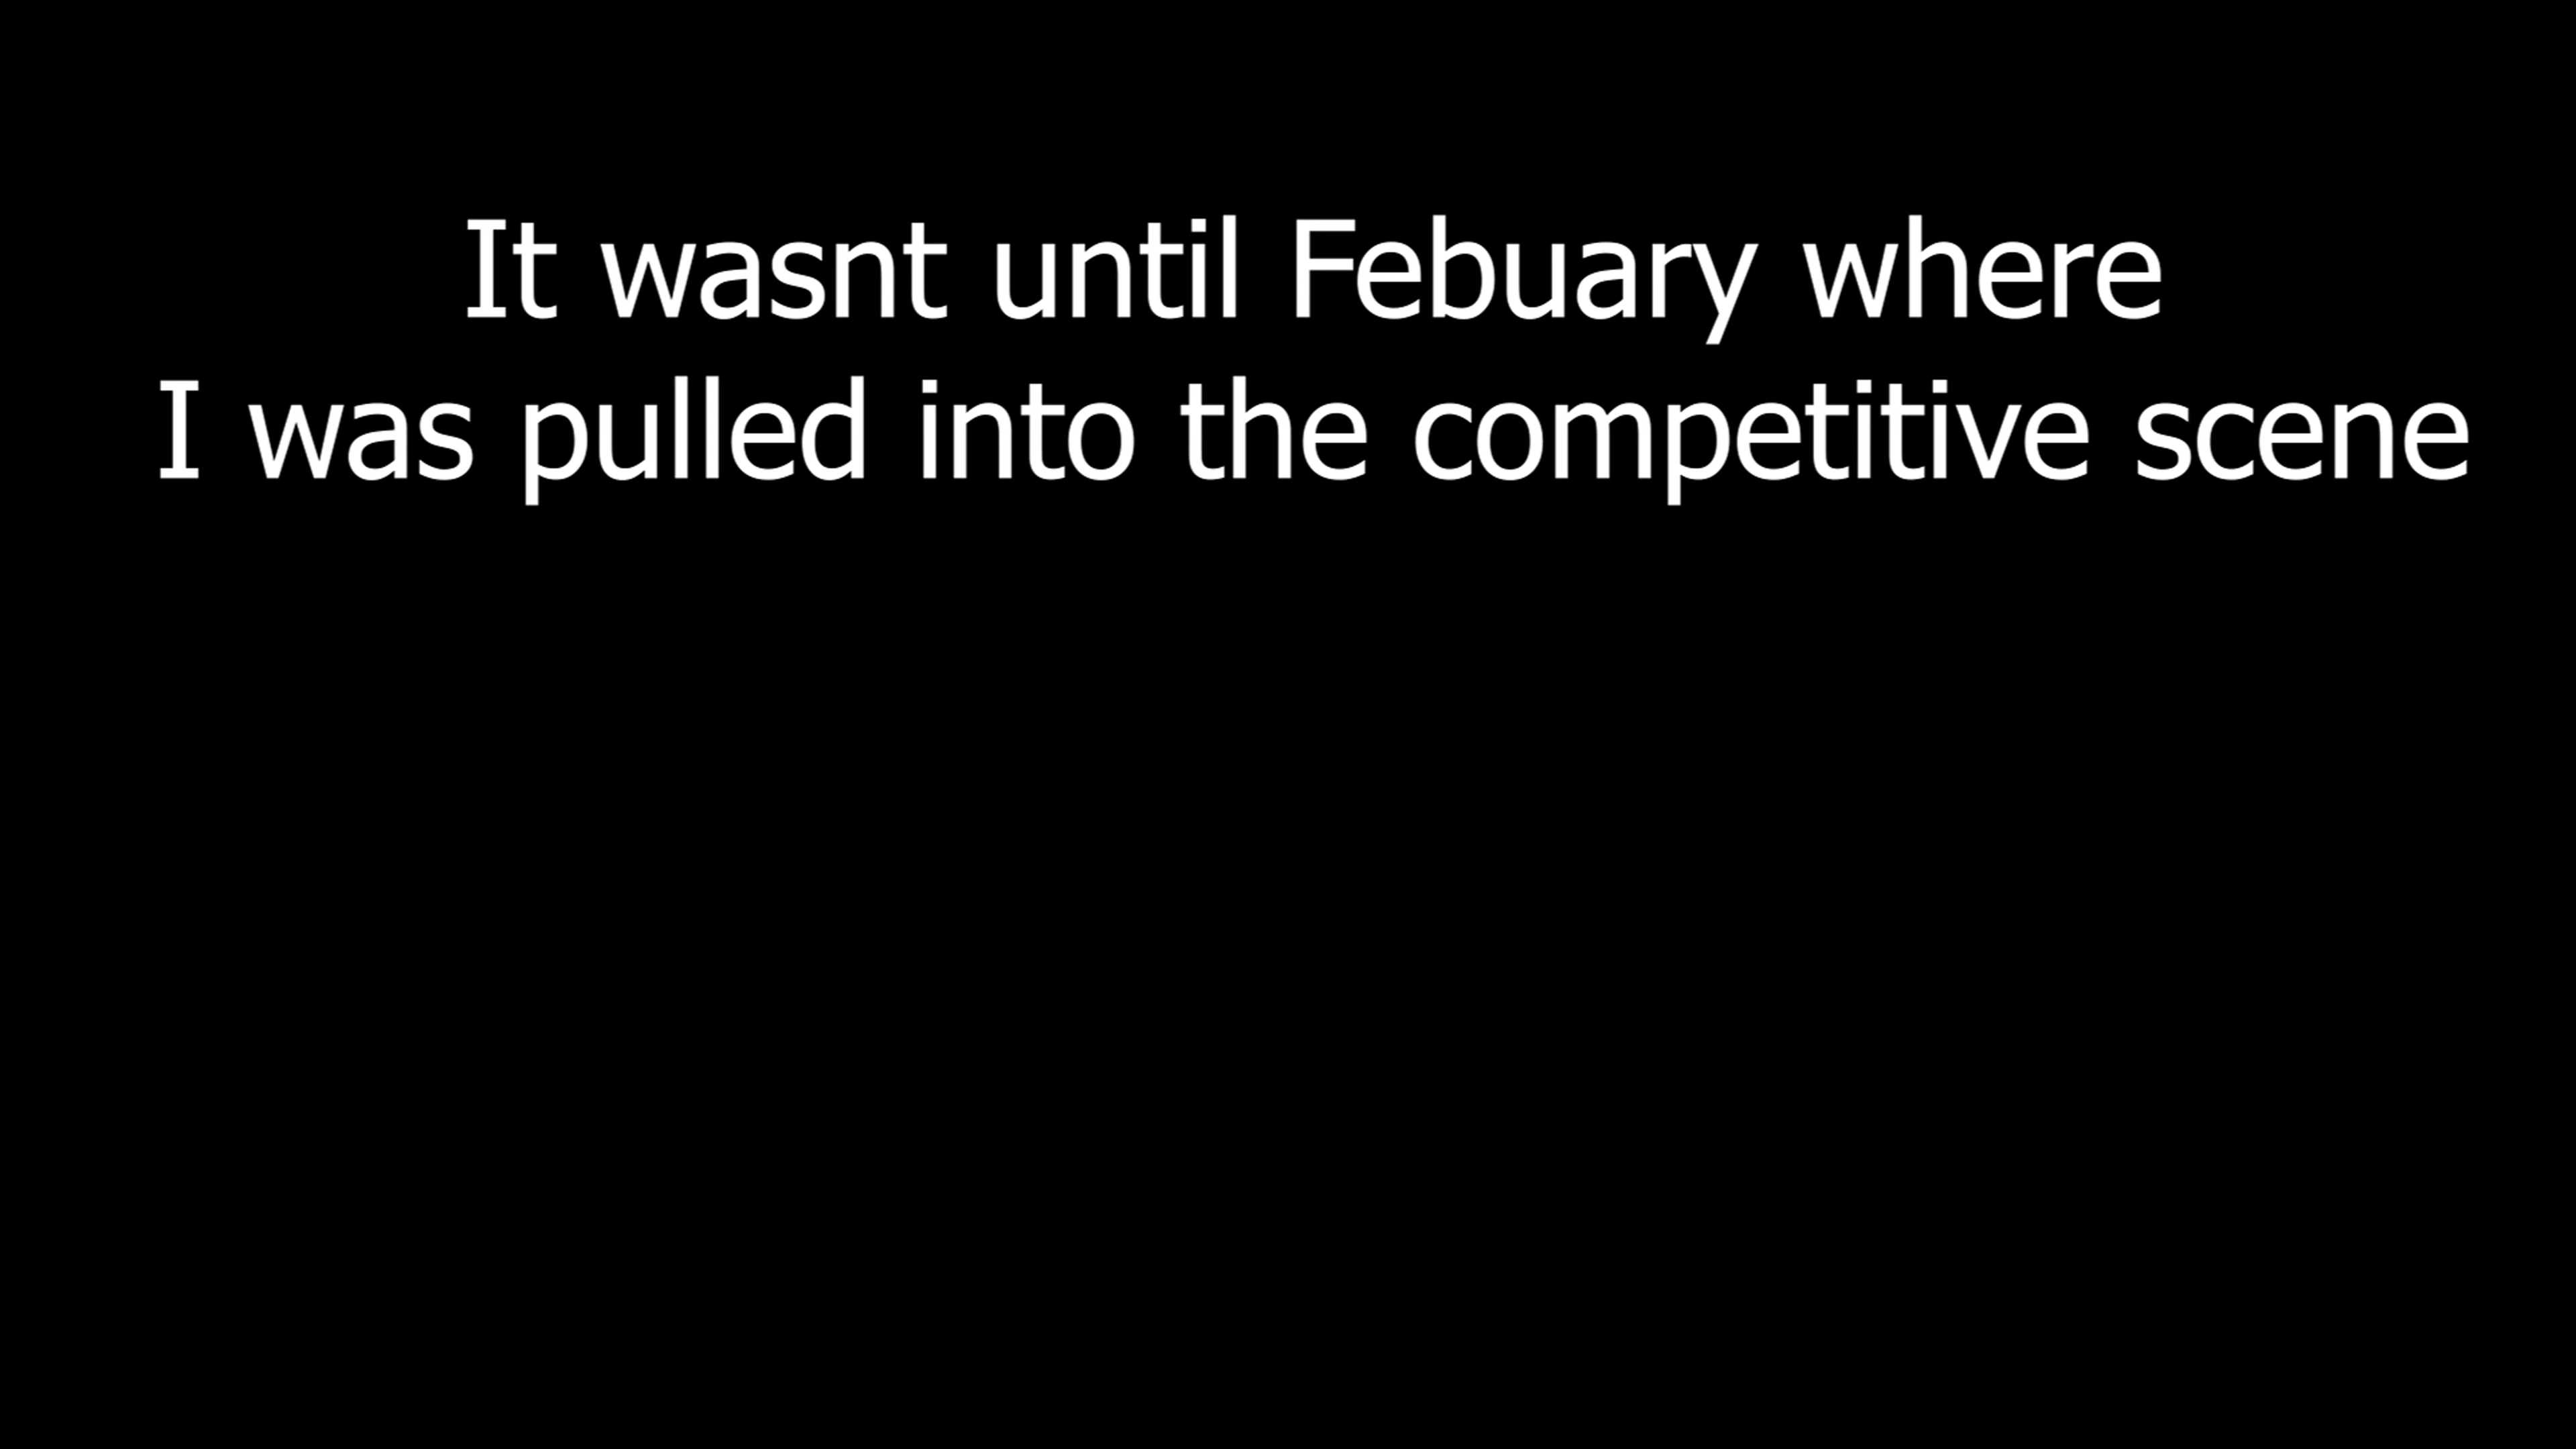 It wasnt until Febuary where
I was pulled into the competitive scene